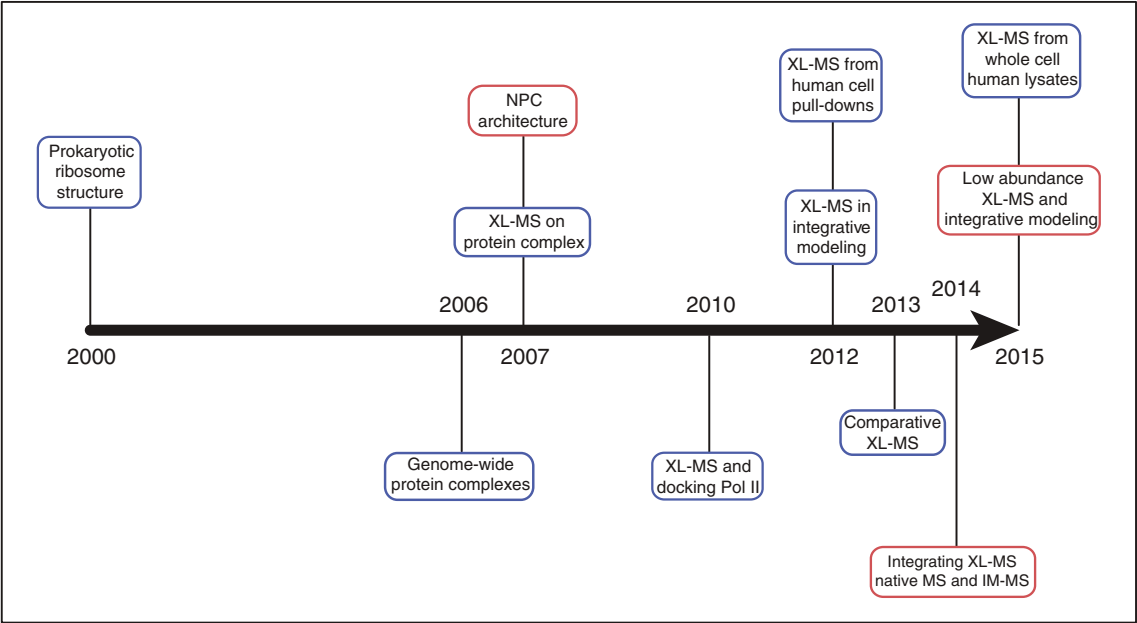 XL-MS from
whole cell
human lysates
XL-MS from
human cell
pull-downs
NPC
architecture
Prokaryotic
ribosome
structure
Low abundance
XL-MS and
integrative modeling
XL-MS in
integrative
modeling
XL-MS on
protein complex
2014
2006
2010
2013
2000
2007
2012
2015
Comparative
XL-MS
Genome-wide
protein complexes
XL-MS and
docking Pol II
Integrating XL-MS
native MS and IM-MS